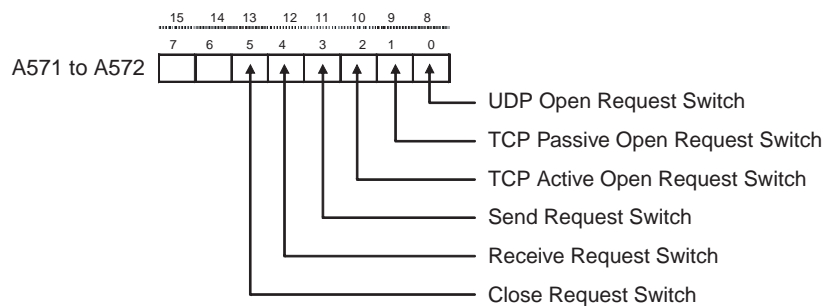 15 14 13 12 11 10 9 8
7 6 5 4 3 2 1 0
A571 to A572
UDP Open Request Switch
TCP Passive Open Request Switch
TCP Active Open Request Switch
Send Request Switch
Receive Request Switch
Close Request Switch